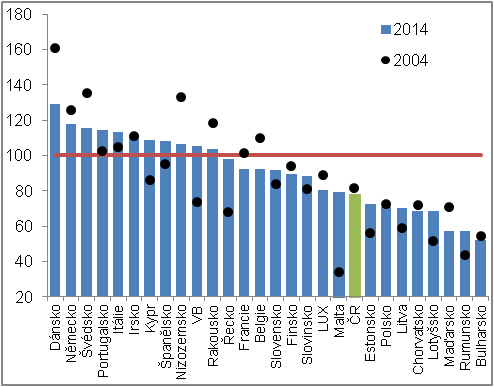 180
160
140
120
100
80
60
40
20
2014
2004
Dánsko
Německo
Švédsko
Portugalsko
Itálie
Irsko
Kypr
Španělsko
Nizozemsko
VB
Rakousko
Řecko
Francie
Belgie
Slovensko
Finsko
Slovinsko
LUX
Malta
ČR
Estonsko
Polsko
Litva
Chorvatsko
Lotyšsko
Maďarsko
Rumunsko
Bulharsko